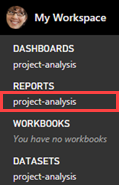 My Workspace
DASHBOARDS
project-analysis
REPORTS
project-analysis
WORKBOOKS
You have no workbooks
DATASETS
project-analysis